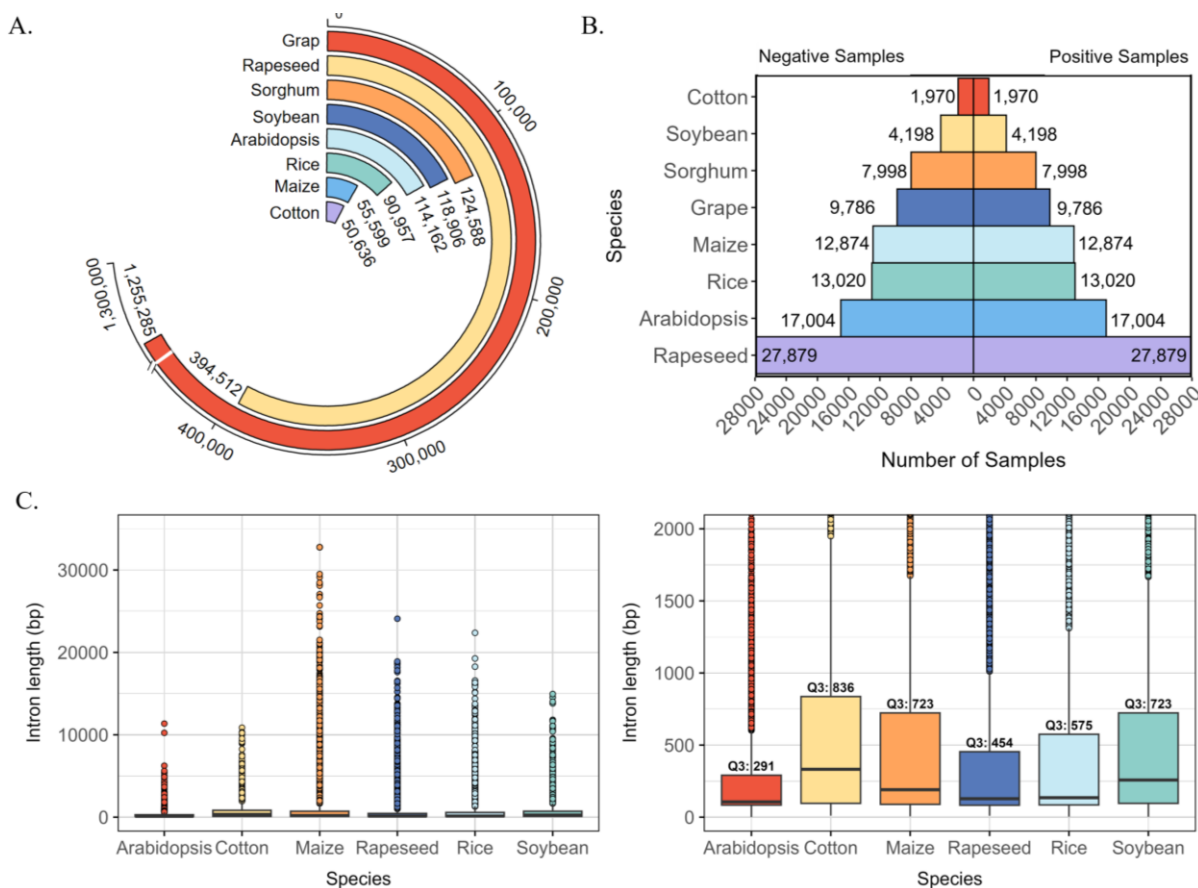 A.
0
Grap
Rapeseed
Sorghum
Soybean
Arabidopsis
Rice
Maize
Cotton
100,000
200,000
300,000
400,000
1,300,000
1,255,285
394,512
124,588
118,906
114,162
90,957
55,599
50,636
B.
Negative Samples Positive Samples
Species
Cotton 1,970 1,970
Soybean 4,198 4,198
Sorghum 7,998 7,998
Grape 9,786 9,786
Maize 12,874 12,874
Rice 13,020 13,020
Arabidopsis 17,004 17,004
Rapeseed 27,879 27,879
28000 24000 20000 16000 12000 8000 4000 0 4000 8000 12000 16000 20000 24000 28000
Number of Samples
C.
Intron length (bp)
30000
20000
10000
0
Arabidopsis Cotton Maize Rapeseed Rice Soybean
Species
Intron length (bp)
2000
1500
1000
500
0
Q3: 291
Q3: 836
Q3: 723
Q3: 454
Q3: 575
Q3: 723
Arabidopsis Cotton Maize Rapeseed Rice Soybean
Species